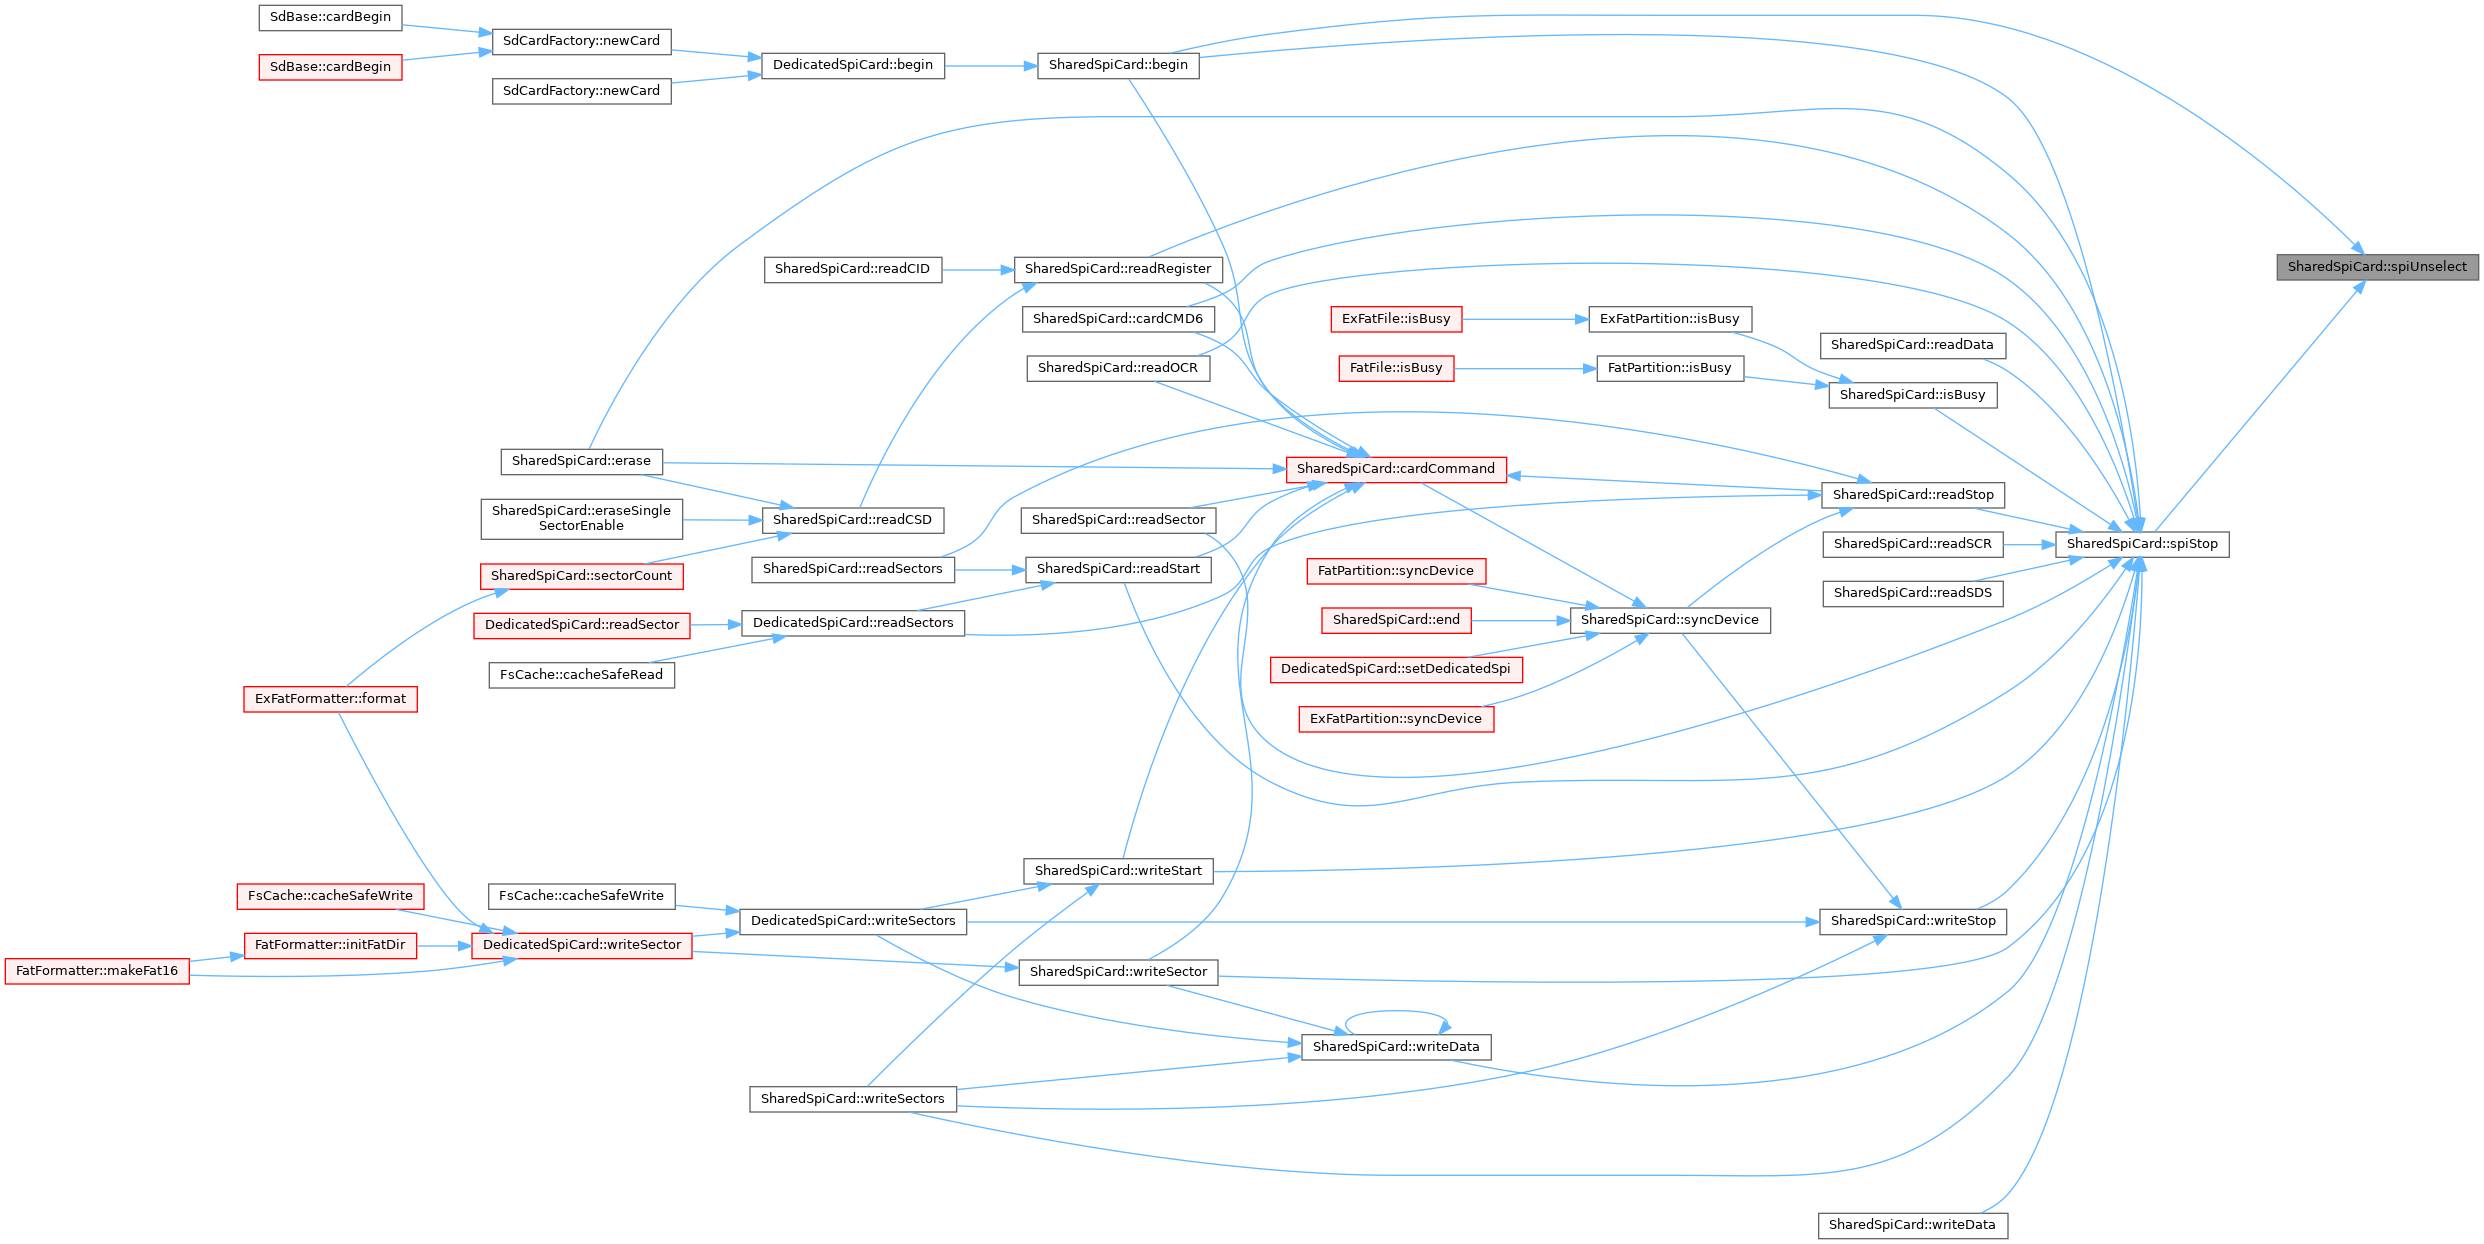 SdBase::cardBegin
SdCardFactory::newCard
SdBase::cardBegin
SdCardFactory::newCard
DedicatedSpiCard::begin
SharedSpiCard::begin
SharedSpiCard::spiUnselect
SharedSpiCard::readCID
SharedSpiCard::readRegister
SharedSpiCard::cardCMD6
SharedSpiCard::readOCR
ExFatFile::isBusy
ExFatPartition::isBusy
FatFile::isBusy
FatPartition::isBusy
SharedSpiCard::readData
SharedSpiCard::isBusy
SharedSpiCard::erase
SharedSpiCard::cardCommand
SharedSpiCard::readStop
SharedSpiCard::eraseSingle
SectorEnable
SharedSpiCard::readCSD
SharedSpiCard::readSector
SharedSpiCard::readSCR
SharedSpiCard::spiStop
SharedSpiCard::sectorCount
SharedSpiCard::readSectors
SharedSpiCard::readStart
FatPartition::syncDevice
SharedSpiCard::readSDS
DedicatedSpiCard::readSector
DedicatedSpiCard::readSectors
SharedSpiCard::end
SharedSpiCard::syncDevice
FsCache::cacheSafeRead
DedicatedSpiCard::setDedicatedSpi
ExFatFormatter::format
ExFatPartition::syncDevice
SharedSpiCard::writeStart
FsCache::cacheSafeWrite
FsCache::cacheSafeWrite
DedicatedSpiCard::writeSectors
SharedSpiCard::writeStop
FatFormatter::initFatDir
DedicatedSpiCard::writeSector
FatFormatter::makeFat16
SharedSpiCard::writeSector
SharedSpiCard::writeData
SharedSpiCard::writeSectors
SharedSpiCard::writeData